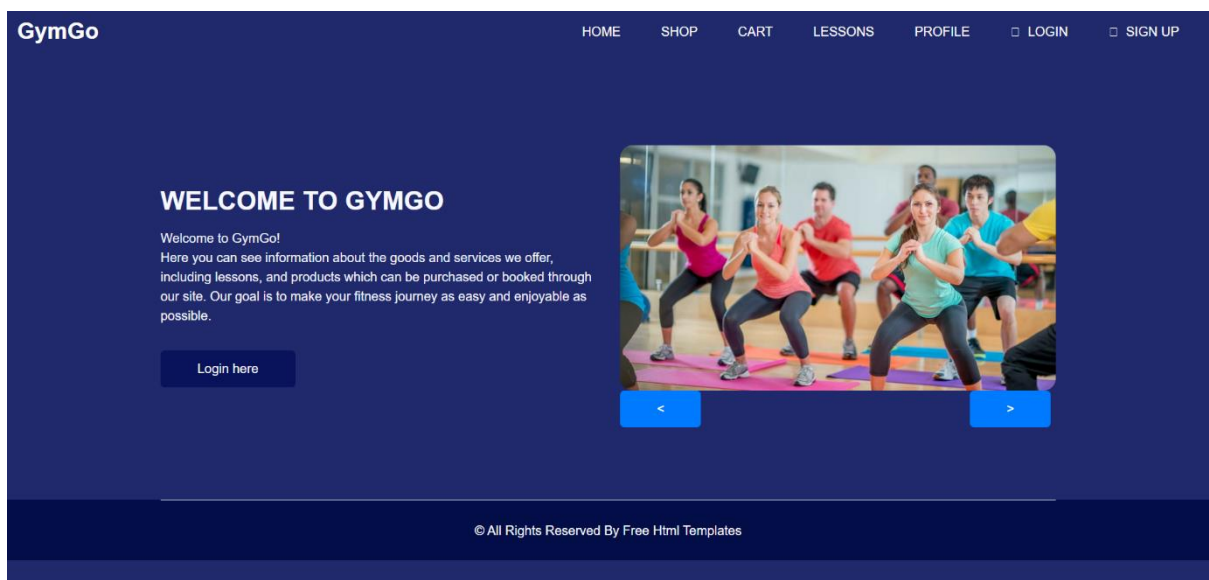 GymGo
HOME SHOP CART LESSONS PROFILE LOGIN SIGN UP
WELCOME TO GYMGO
Welcome to GymGo!
Here you can see information about the goods and services we offer,
including lessons, and products which can be purchased or booked through
our site. Our goal is to make your fitness journey as easy and enjoyable as
possible.
Login here
< >
© All Rights Reserved By Free Html Templates